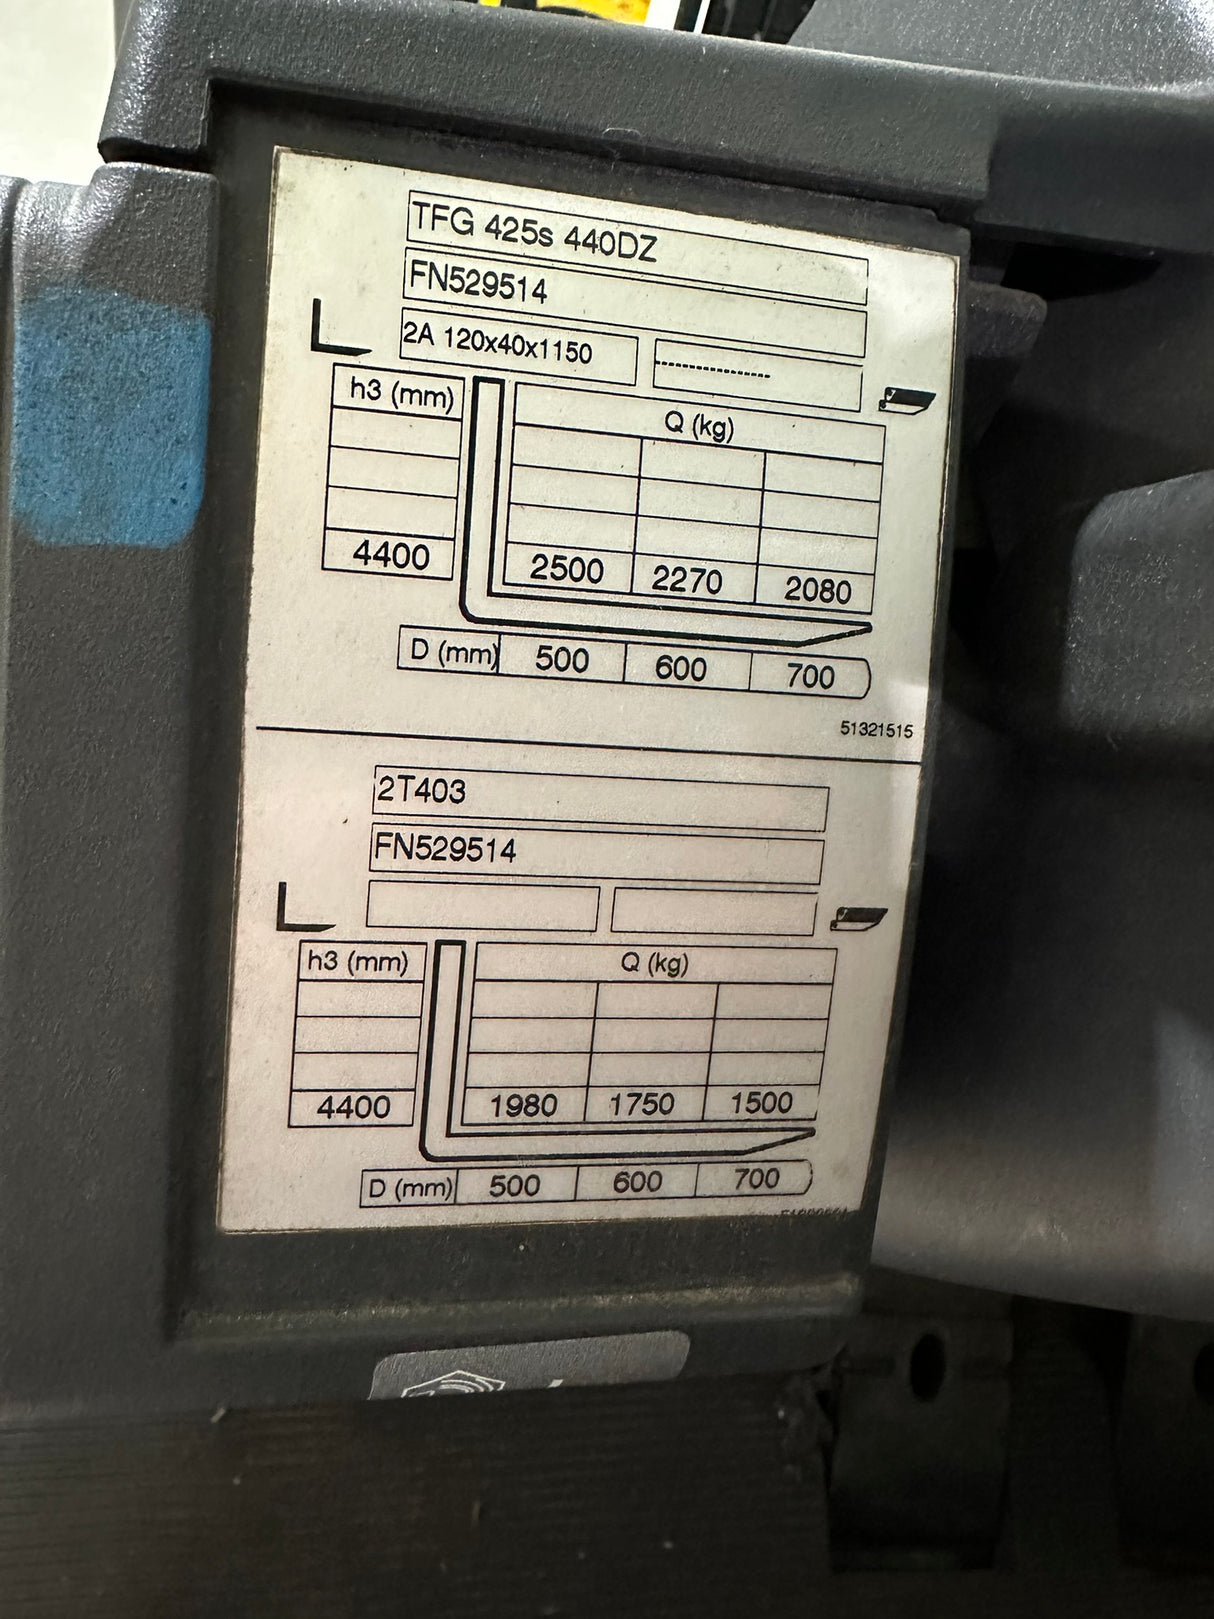 TFG 425s 440DZ
FN529514
2A 120x40x1150
---------------------
h3 (mm) Q (kg)
4400 2500 2270 2080
D (mm) 500 600 700
51321515
2T403
FN529514
h3 (mm) Q (kg)
4400 1980 1750 1500
D (mm) 500 600 700